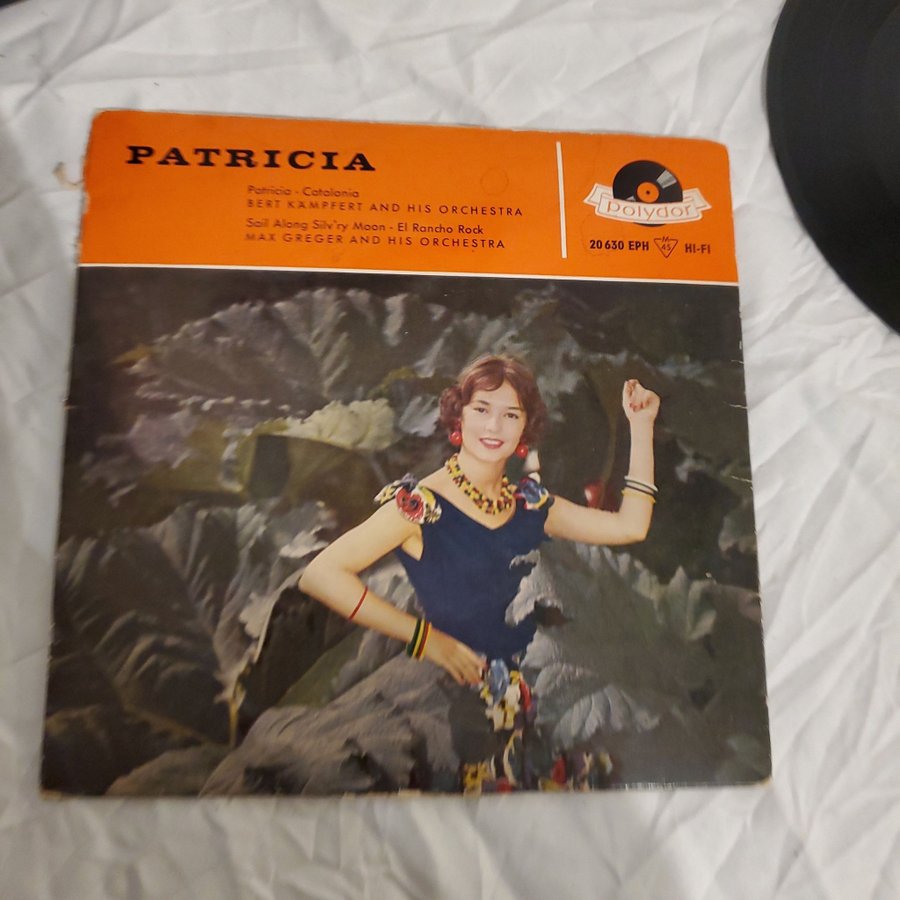 PATRICIA
Patricia - Catalonia
BERT KÄMPFERT AND HIS ORCHESTRA
Sail Along Silv'ry Moon - El Rancho Rock
MAX GREGER AND HIS ORCHESTRA
polydor
20 630 EPH M 45 HI-FI